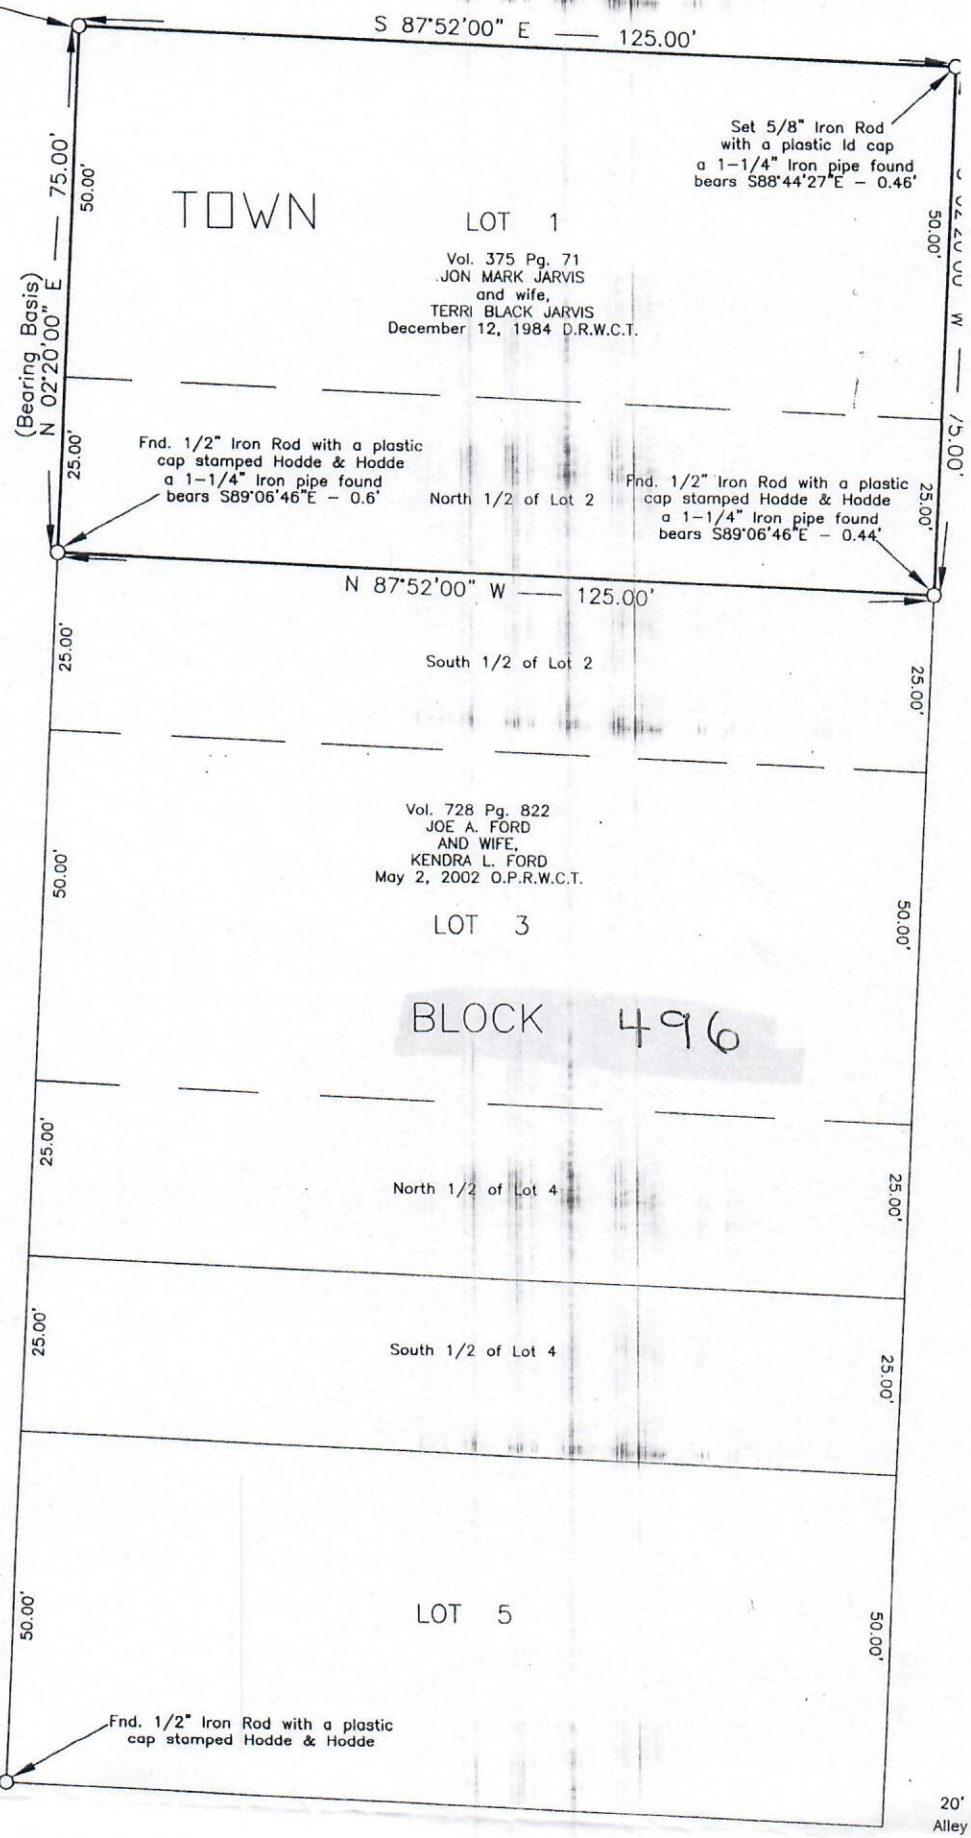 S 87°52'00" E — 125.00'
Set 5/8" Iron Rod
with a plastic Id cap
a 1-1/4" Iron pipe found
bears S88°44'27"E - 0.46'
(Bearing Basis)
N 02°20'00" E — 75.00'
50.00'
TOWN
LOT 1
Vol. 375 Pg. 71
JON MARK JARVIS
and wife,
TERRI BLACK JARVIS
December 12, 1984 D.R.W.C.T.
50.00'
W — 75.00'
25.00'
Fnd. 1/2" Iron Rod with a plastic
cap stamped Hodde & Hodde
a 1-1/4" Iron pipe found
bears S89°06'46"E - 0.6'
North 1/2 of Lot 2
Fnd. 1/2" Iron Rod with a plastic
cap stamped Hodde & Hodde
a 1-1/4" Iron pipe found
bears S89°06'46"E - 0.44'
25.00'
N 87°52'00" W — 125.00'
25.00'
South 1/2 of Lot 2
25.00'
Vol. 728 Pg. 822
JOE A. FORD
AND WIFE,
KENDRA L. FORD
May 2, 2002 O.P.R.W.C.T.
50.00'
LOT 3
50.00'
BLOCK 496
25.00'
North 1/2 of Lot 4
25.00'
25.00'
South 1/2 of Lot 4
25.00'
50.00'
LOT 5
50.00'
Fnd. 1/2" Iron Rod with a plastic
cap stamped Hodde & Hodde
20'
Alley